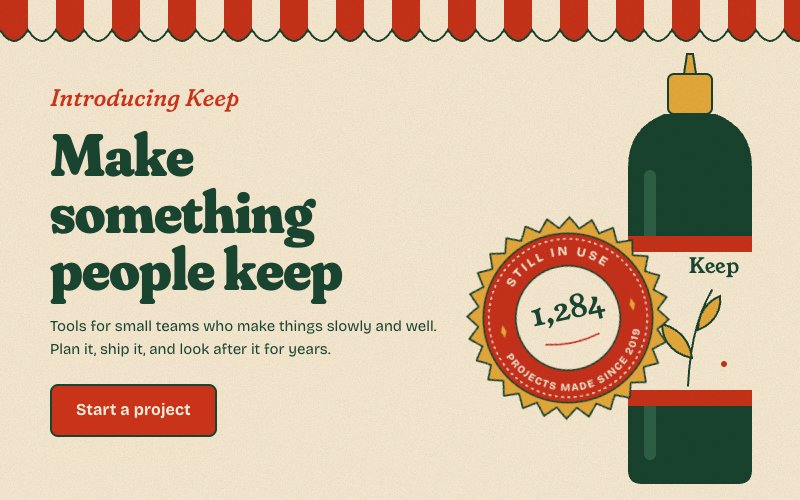 Introducing Keep
Make
something
people keep
Tools for small teams who make things slowly and well.
Plan it, ship it, and look after it for years.
Start a project
STILL IN USE
1,284
PROJECTS MADE SINCE 2019
Keep